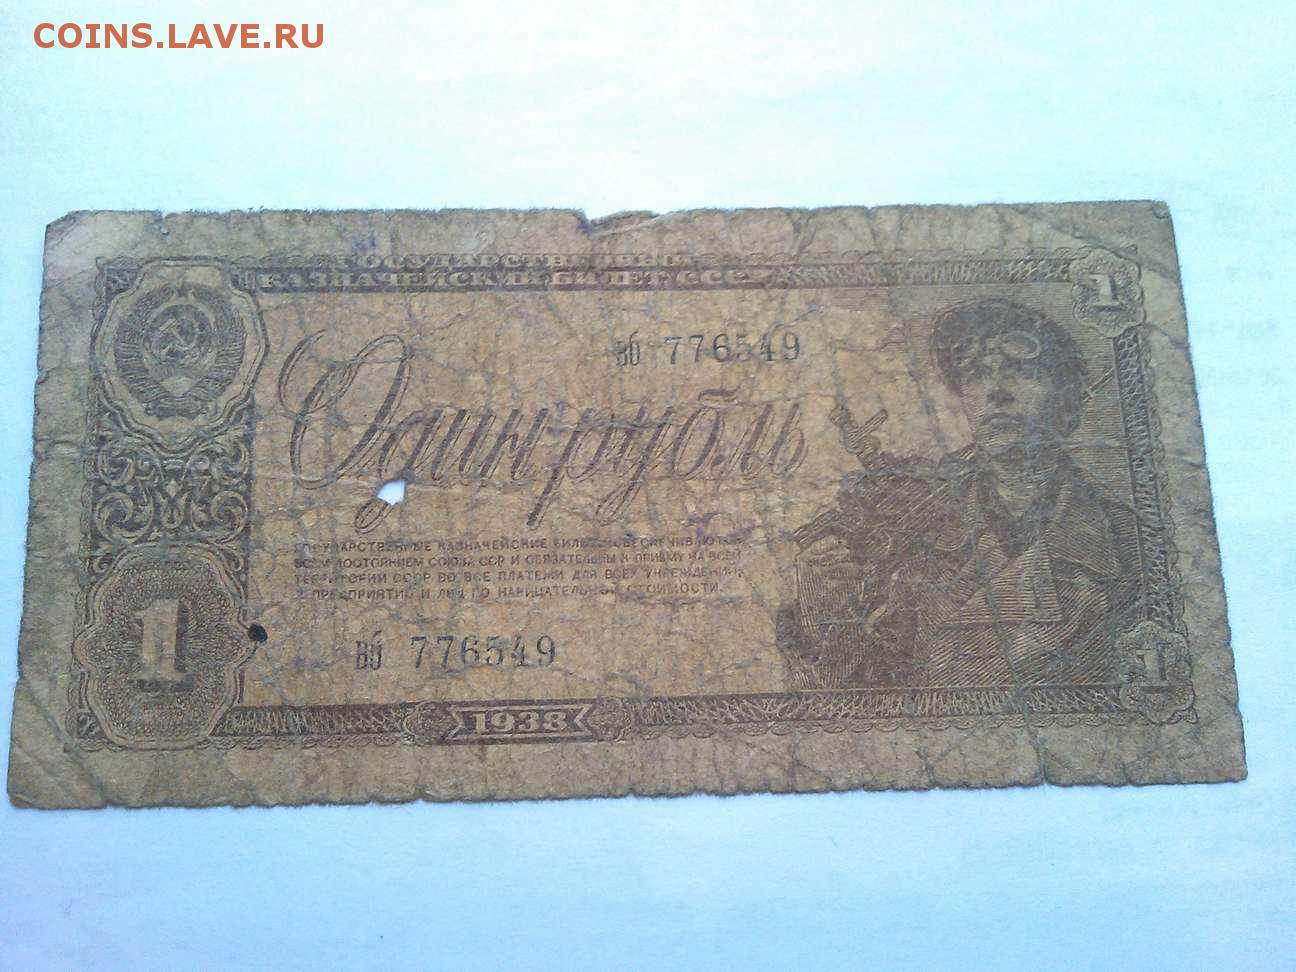 COINS.LAVE.RU
ГОСУДАРСТВЕННЫЙ
КАЗНАЧЕЙСКИЙ БИЛЕТ СССР
1
Вб 776549
Один рубль
ГОСУДАРСТВЕННЫЕ КАЗНАЧЕЙСКИЕ БИЛЕТЫ ОБЕСПЕЧИВАЮТСЯ
ВСЕМ ДОСТОЯНИЕМ СОЮЗА ССР И ОБЯЗАТЕЛЬНЫ К ПРИЕМУ НА ВСЕЙ
ТЕРРИТОРИИ СССР ВО ВСЕ ПЛАТЕЖИ ДЛЯ ВСЕХ УЧРЕЖДЕНИЙ,
ПРЕДПРИЯТИЙ И ЛИЦ ПО НАРИЦАТЕЛЬНОЙ СТОИМОСТИ.
1
Вб 776549
1
1938